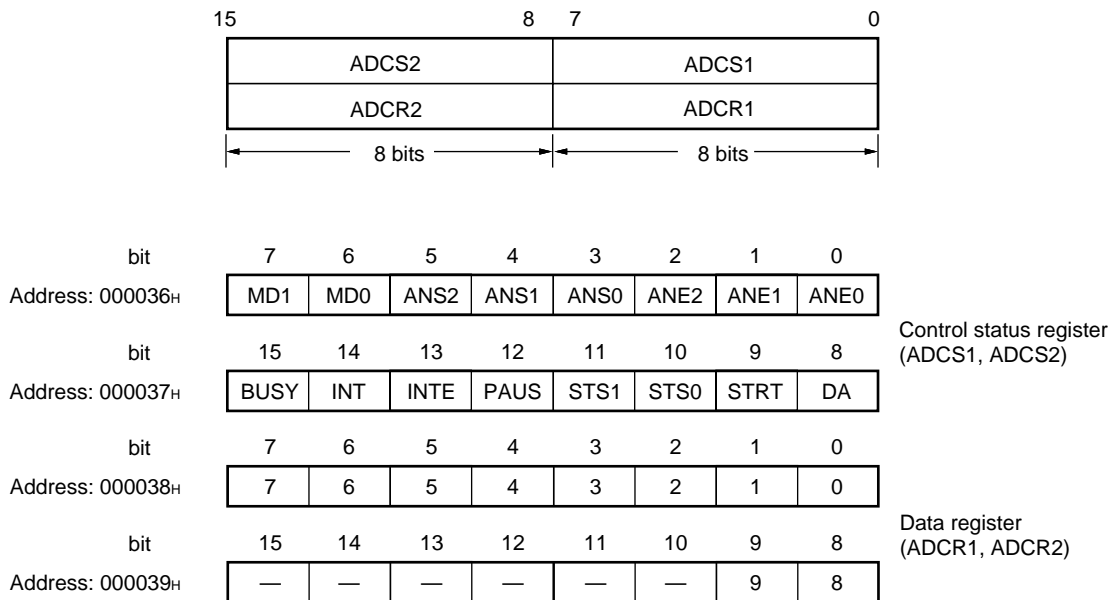 15 8 7 0
ADCS2 ADCS1
ADCR2 ADCR1
8 bits 8 bits
bit 7 6 5 4 3 2 1 0
Address: 000036H MD1 MD0 ANS2 ANS1 ANS0 ANE2 ANE1 ANE0
Control status register
(ADCS1, ADCS2)
bit 15 14 13 12 11 10 9 8
Address: 000037H BUSY INT INTE PAUS STS1 STS0 STRT DA
bit 7 6 5 4 3 2 1 0
Address: 000038H 7 6 5 4 3 2 1 0
Data register
(ADCR1, ADCR2)
bit 15 14 13 12 11 10 9 8
Address: 000039H — — — — — — 9 8